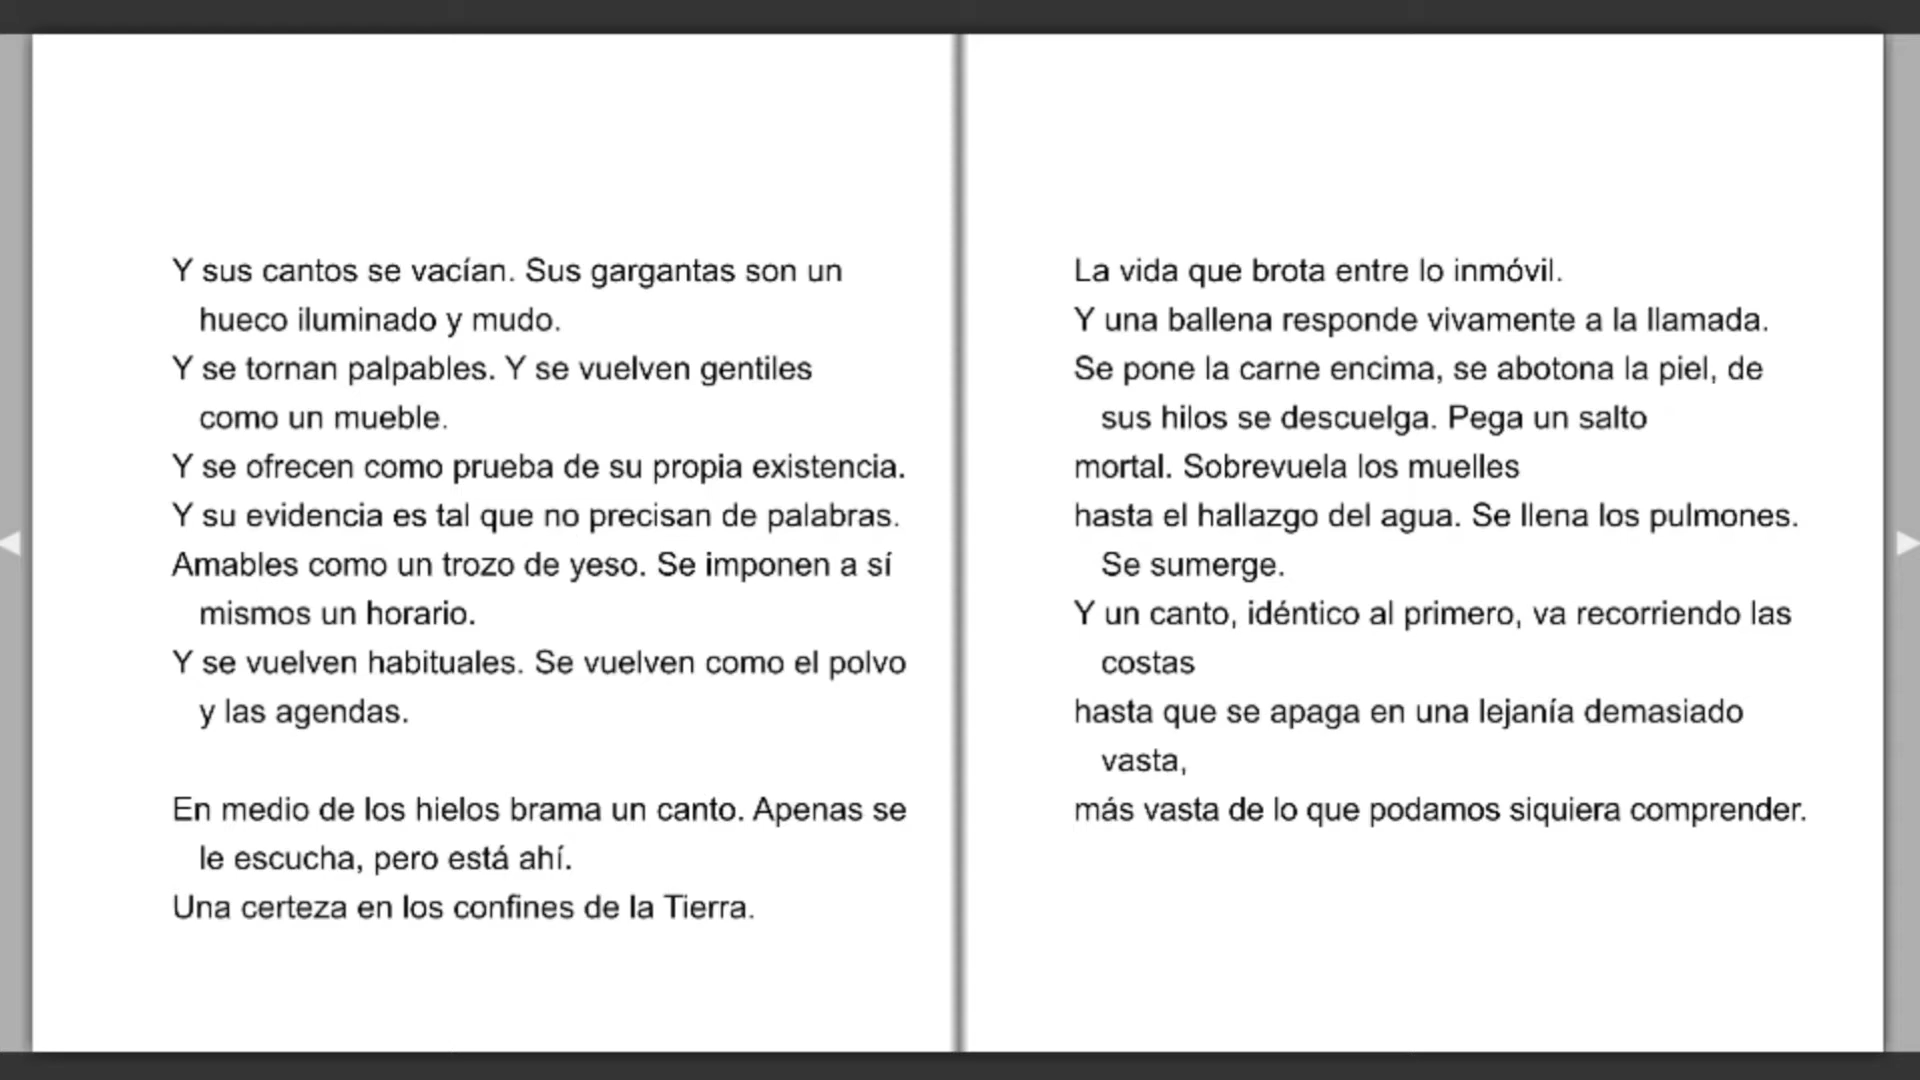 Y sus cantos se vacían. Sus gargantas son un
hueco iluminado y mudo.
Y se tornan palpables. Y se vuelven gentiles
como un mueble.
Y se ofrecen como prueba de su propia existencia.
Y su evidencia es tal que no precisan de palabras.
Amables como un trozo de yeso. Se imponen a sí
mismos un horario.
Y se vuelven habituales. Se vuelven como el polvo
y las agendas.
En medio de los hielos brama un canto. Apenas se
le escucha, pero está ahí.
Una certeza en los confines de la Tierra.
La vida que brota entre lo inmóvil.
Y una ballena responde vivamente a la llamada.
Se pone la carne encima, se abotona la piel, de
sus hilos se descuelga. Pega un salto
mortal. Sobrevuela los muelles
hasta el hallazgo del agua. Se llena los pulmones.
Se sumerge.
Y un canto, idéntico al primero, va recorriendo las
costas
hasta que se apaga en una lejanía demasiado
vasta,
más vasta de lo que podamos siquiera comprender.